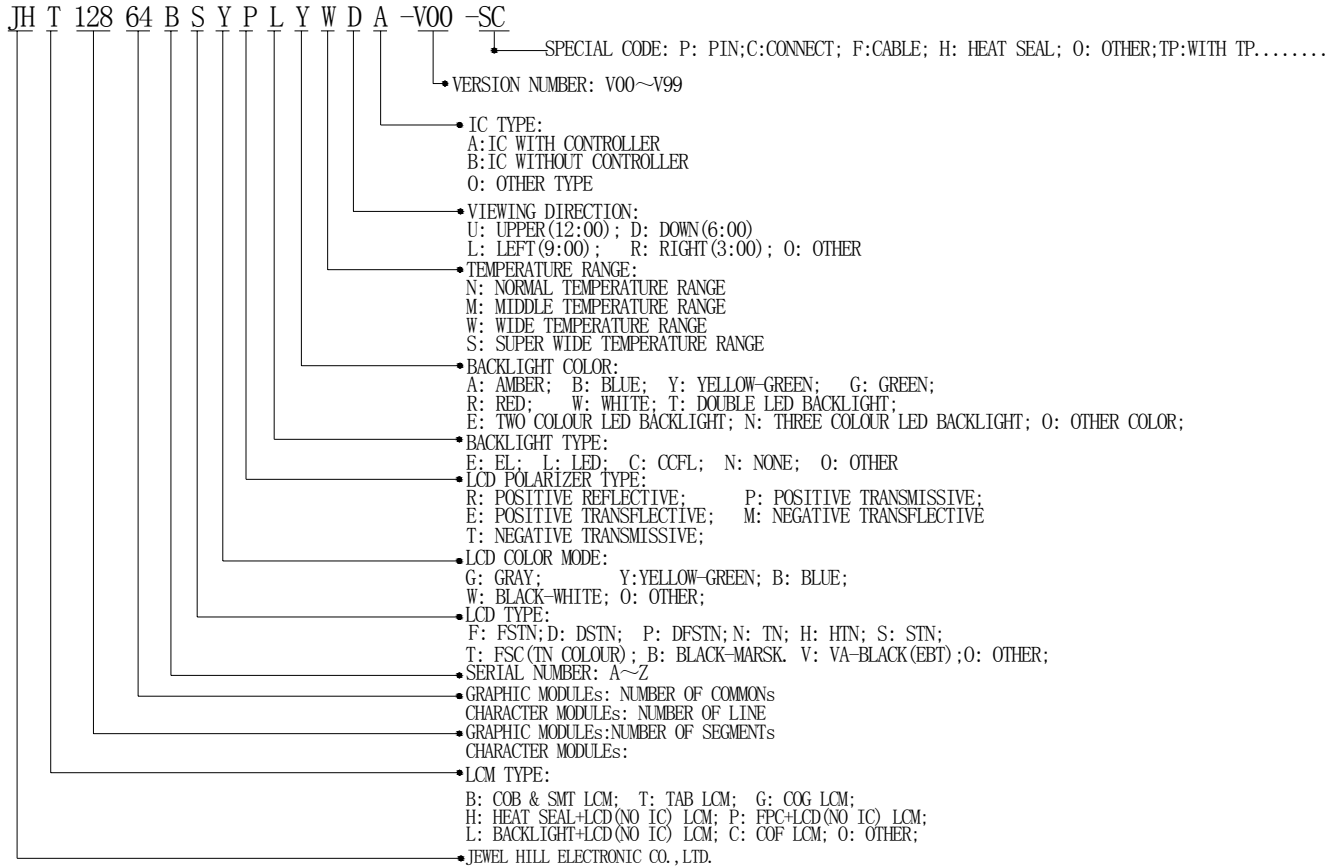 JH T 128 64 B S Y P L Y W D A -V00 -SC
SPECIAL CODE: P: PIN;C:CONNECT; F:CABLE; H: HEAT SEAL; O: OTHER;TP:WITH TP........
VERSION NUMBER: V00~V99
IC TYPE:
A:IC WITH CONTROLLER
B:IC WITHOUT CONTROLLER
O: OTHER TYPE
VIEWING DIRECTION:
U: UPPER(12:00); D: DOWN(6:00)
L: LEFT(9:00); R: RIGHT(3:00); O: OTHER
TEMPERATURE RANGE:
N: NORMAL TEMPERATURE RANGE
M: MIDDLE TEMPERATURE RANGE
W: WIDE TEMPERATURE RANGE
S: SUPER WIDE TEMPERATURE RANGE
BACKLIGHT COLOR:
A: AMBER; B: BLUE; Y: YELLOW-GREEN; G: GREEN;
R: RED; W: WHITE; T: DOUBLE LED BACKLIGHT;
E: TWO COLOUR LED BACKLIGHT; N: THREE COLOUR LED BACKLIGHT; O: OTHER COLOR;
BACKLIGHT TYPE:
E: EL; L: LED; C: CCFL; N: NONE; O: OTHER
LCD POLARIZER TYPE:
R: POSITIVE REFLECTIVE; P: POSITIVE TRANSMISSIVE;
E: POSITIVE TRANSFLECTIVE; M: NEGATIVE TRANSFLECTIVE
T: NEGATIVE TRANSMISSIVE;
LCD COLOR MODE:
G: GRAY; Y:YELLOW-GREEN; B: BLUE;
W: BLACK-WHITE; O: OTHER;
LCD TYPE:
F: FSTN;D: DSTN; P: DFSTN;N: TN; H: HTN; S: STN;
T: FSC(TN COLOUR); B: BLACK-MARSK. V: VA-BLACK(EBT);O: OTHER;
SERIAL NUMBER: A~Z
GRAPHIC MODULEs: NUMBER OF COMMONs
CHARACTER MODULEs: NUMBER OF LINE
GRAPHIC MODULEs:NUMBER OF SEGMENTs
CHARACTER MODULEs:
LCM TYPE:
B: COB & SMT LCM; T: TAB LCM; G: COG LCM;
H: HEAT SEAL+LCD(NO IC) LCM; P: FPC+LCD(NO IC) LCM;
L: BACKLIGHT+LCD(NO IC) LCM; C: COF LCM; O: OTHER;
JEWEL HILL ELECTRONIC CO.,LTD.